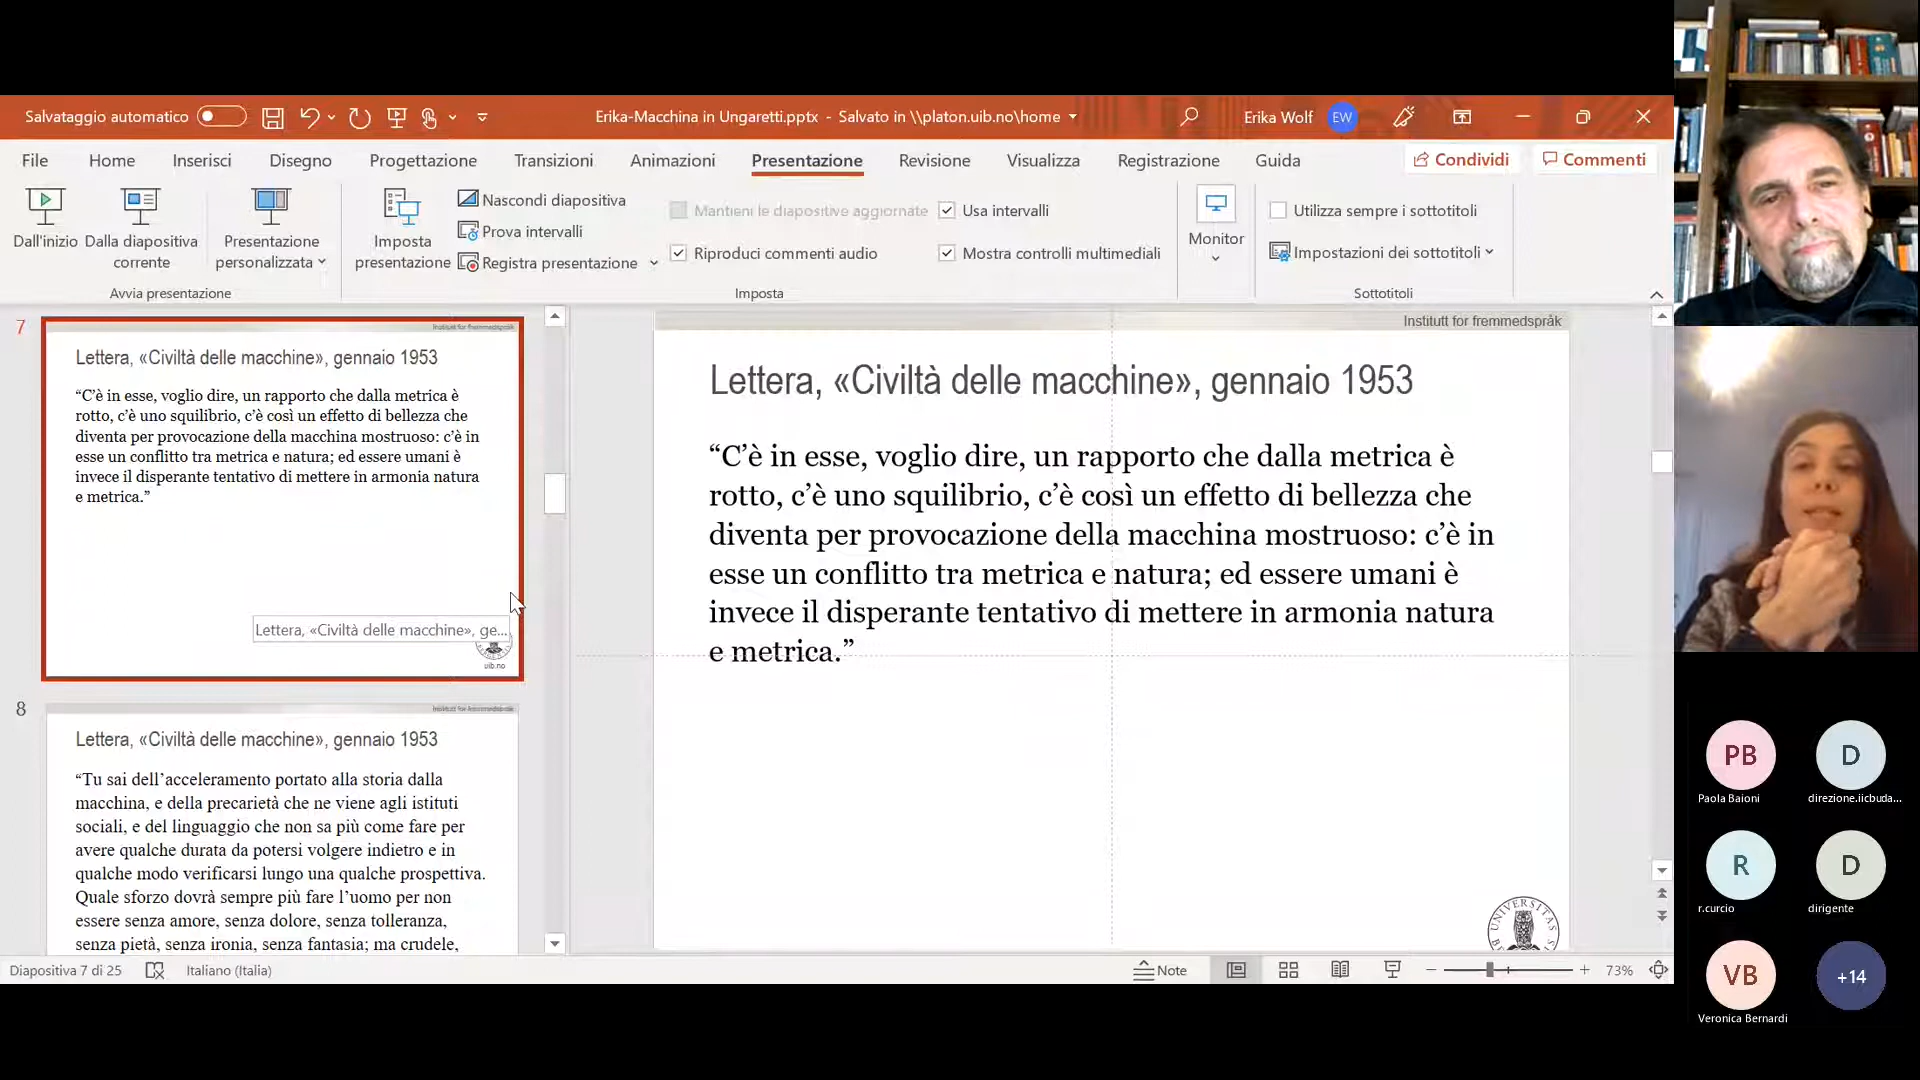 Salvataggio automatico
Erika-Macchina in Ungaretti.pptx - Salvato in \\platon.uib.no\home
Erika Wolf
EW
File
Home
Inserisci
Disegno
Progettazione
Transizioni
Animazioni
Presentazione
Revisione
Visualizza
Registrazione
Guida
Condividi
Commenti
Dall'inizio
Dalla diapositiva
corrente
Presentazione
personalizzata
Avvia presentazione
Imposta
presentazione
Nascondi diapositiva
Prova intervalli
Registra presentazione
Mantieni le diapositive aggiornate
Riproduci commenti audio
Usa intervalli
Mostra controlli multimediali
Imposta
Monitor
Utilizza sempre i sottotitoli
Impostazioni dei sottotitoli
Sottotitoli
7
Institutt for fremmedspråk
Lettera, «Civiltà delle macchine», gennaio 1953
“C’è in esse, voglio dire, un rapporto che dalla metrica è
rotto, c’è uno squilibrio, c’è così un effetto di bellezza che
diventa per provocazione della macchina mostruoso: c’è in
esse un conflitto tra metrica e natura; ed essere umani è
invece il disperante tentativo di mettere in armonia natura
e metrica.”
Lettera, «Civiltà delle macchine», ge...
uib.no
8
Institutt for fremmedspråk
Lettera, «Civiltà delle macchine», gennaio 1953
“Tu sai dell’acceleramento portato alla storia dalla
macchina, e della precarietà che ne viene agli istituti
sociali, e del linguaggio che non sa più come fare per
avere qualche durata da potersi volgere indietro e in
qualche modo verificarsi lungo una qualche prospettiva.
Quale sforzo dovrà sempre più fare l’uomo per non
essere senza amore, senza dolore, senza tolleranza,
senza pietà, senza ironia, senza fantasia; ma crudele,
Institutt for fremmedspråk
Lettera, «Civiltà delle macchine», gennaio 1953
“C’è in esse, voglio dire, un rapporto che dalla metrica è
rotto, c’è uno squilibrio, c’è così un effetto di bellezza che
diventa per provocazione della macchina mostruoso: c’è in
esse un conflitto tra metrica e natura; ed essere umani è
invece il disperante tentativo di mettere in armonia natura
e metrica.”
Diapositiva 7 di 25
Italiano (Italia)
Note
73%
PB
Paola Baioni
D
direzione.iicbuda...
R
r.curcio
D
dirigente
VB
Veronica Bernardi
+14